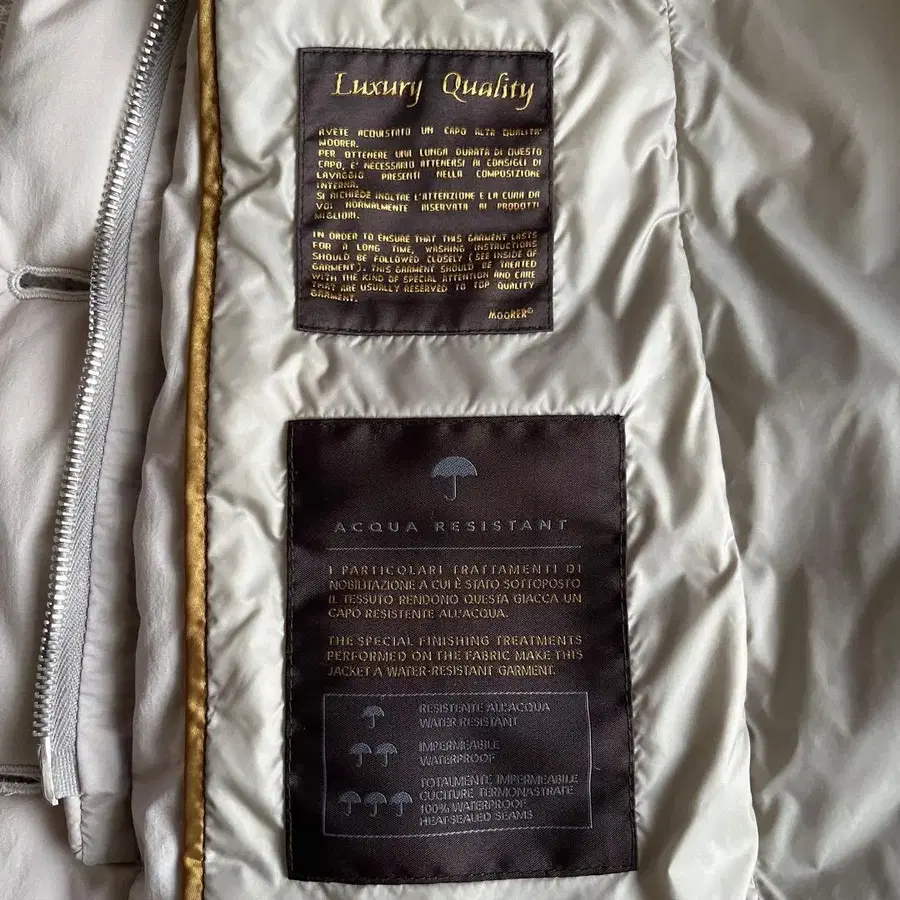 Luxury Quality
AVETE ACQUISTATO UN CAPO ALTA QUALITA'
MOORER.
PER OTTENERE UNA LUNGA DURATA DI QUESTO
CAPO, E' NECESSARIO ATTENERSI AI CONSIGLI DI
LAVAGGIO PRESENTI NELLA COMPOSIZIONE
INTERNA.
SI RICHIEDE INOLTRE L'ATTENZIONE E LA CURA DA
VOI NORMALMENTE RISERVATA AI PRODOTTI
MIGLIORI.
IN ORDER TO ENSURE THAT THIS GARMENT LASTS
FOR A LONG TIME, WASHING INSTRUCTIONS
SHOULD BE FOLLOWED CLOSELY (SEE INSIDE OF
GARMENT). THIS GARMENT SHOULD BE TREATED
WITH THE KIND OF SPECIAL ATTENTION AND CARE
THAT ARE USUALLY RESERVED TO TOP QUALITY
GARMENT.
MOORER®
ACQUA RESISTANT
I PARTICOLARI TRATTAMENTI DI
NOBILITAZIONE A CUI È STATO SOTTOPOSTO
IL TESSUTO RENDONO QUESTA GIACCA UN
CAPO RESISTENTE ALL'ACQUA.
THE SPECIAL FINISHING TREATMENTS
PERFORMED ON THE FABRIC MAKE THIS
JACKET A WATER-RESISTANT GARMENT.
RESISTENTE ALL'ACQUA
WATER RESISTANT
IMPERMEABILE
WATERPROOF
TOTALMENTE IMPERMEABILE
CUCITURE TERMONASTRATE
100% WATERPROOF
HEAT-SEALED SEAMS